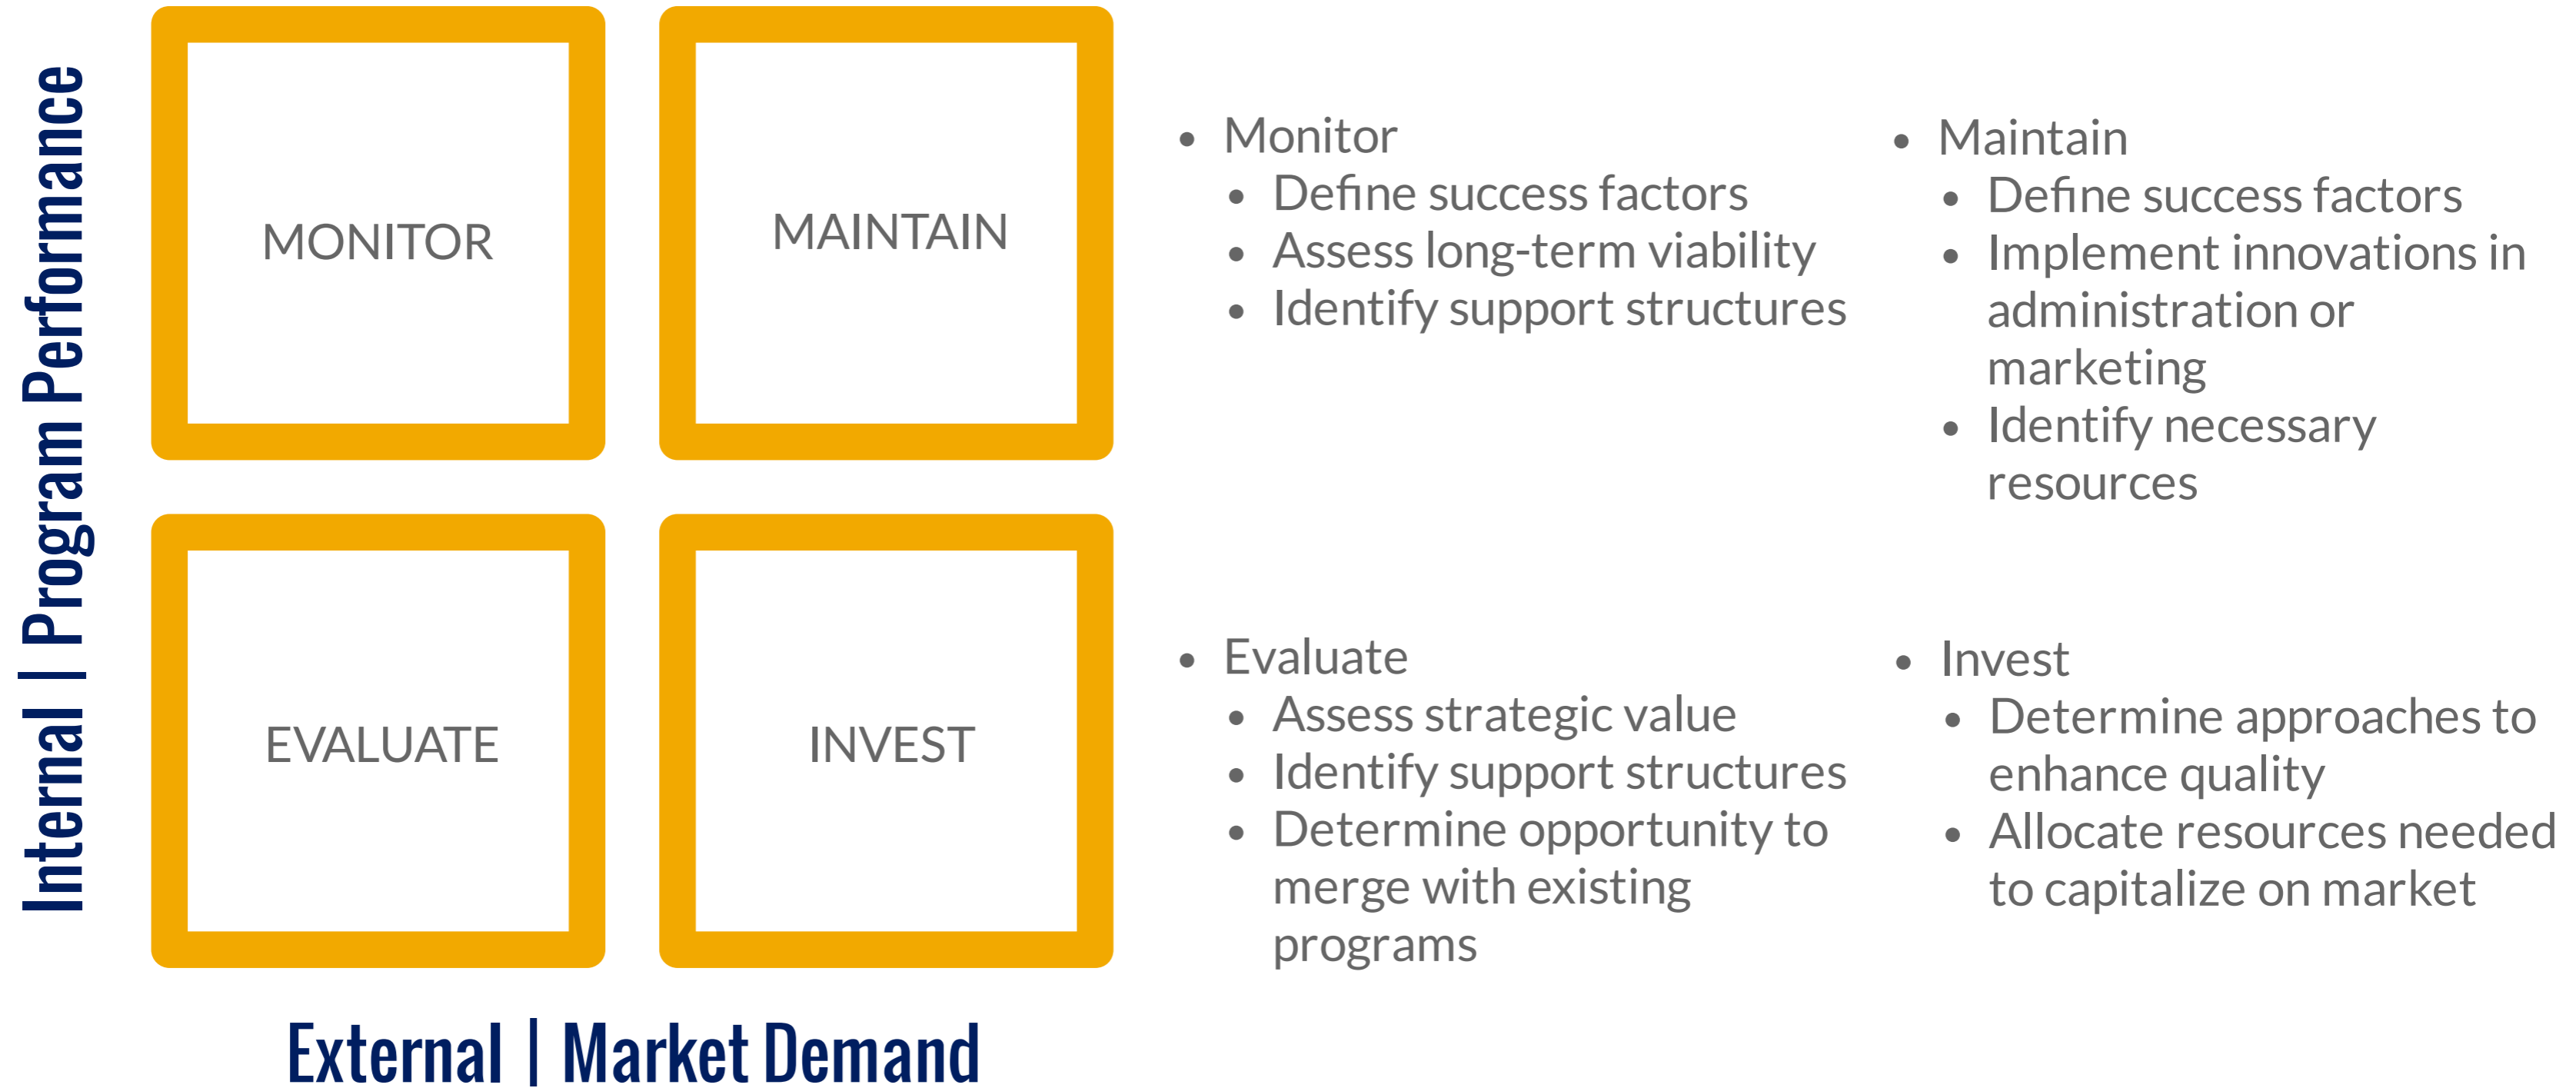 Internal | Program Performance
MONITOR
MAINTAIN
EVALUATE
INVEST
External | Market Demand
• Monitor
• Define success factors
• Assess long-term viability
• Identify support structures
• Maintain
• Define success factors
• Implement innovations in
administration or
marketing
• Identify necessary
resources
• Evaluate
• Assess strategic value
• Identify support structures
• Determine opportunity to
merge with existing
programs
• Invest
• Determine approaches to
enhance quality
• Allocate resources needed
to capitalize on market